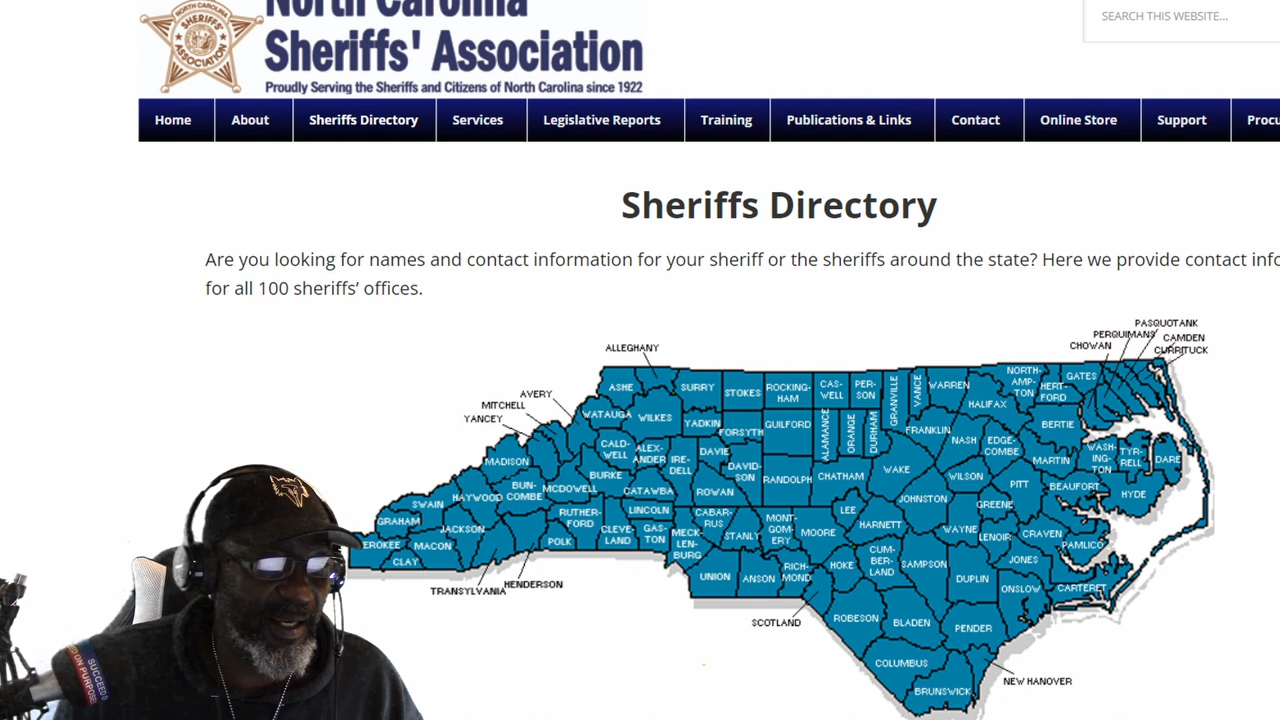 North Carolina
Sheriffs' Association
Proudly Serving the Sheriffs and Citizens of North Carolina since 1922
NORTH CAROLINA
SHERIFFS'
ASSOCIATION
SEARCH THIS WEBSITE...
Home About Sheriffs Directory Services Legislative Reports Training Publications & Links Contact Online Store Support Procu
Sheriffs Directory
Are you looking for names and contact information for your sheriff or the sheriffs around the state? Here we provide contact info
for all 100 sheriffs' offices.
PASQUOTANK
PERQUIMANS
CAMDEN
CHOWAN
CURRITUCK
ALLEGHANY
ASHE
SURRY
STOKES
ROCKING-
HAM
CAS-
WELL
PER-
SON
GRANVILLE
VANCE
WARREN
NORTH-
AMP-
TON
HERT-
FORD
GATES
AVERY
MITCHELL
YANCEY
WATAUGA
WILKES
YADKIN
FORSYTH
GUILFORD
ALAMANCE
ORANGE
DURHAM
FRANKLIN
HALIFAX
BERTIE
NASH
EDGE-
COMBE
MARTIN
WASH-
ING-
TON
TYR-
RELL
DARE
MADISON
CALD-
WELL
ALEX-
ANDER
IRE-
DELL
DAVIE
DAVID-
SON
RANDOLPH
CHATHAM
WAKE
WILSON
PITT
BEAUFORT
HYDE
SWAIN
HAYWOOD
BUN-
COMBE
MCDOWELL
BURKE
CATAWBA
ROWAN
JOHNSTON
GREENE
GRAHAM
JACKSON
RUTHER-
FORD
CLEVE-
LAND
LINCOLN
GAS-
TON
MECK-
LEN-
BURG
CABAR-
RUS
STANLY
MONT-
GOM-
ERY
MOORE
LEE
HARNETT
WAYNE
LENOIR
CRAVEN
PAMLICO
EROKEE
MACON
CLAY
POLK
TRANSYLVANIA
HENDERSON
UNION
ANSON
RICH-
MOND
HOKE
CUM-
BER-
LAND
SAMPSON
DUPLIN
JONES
ONSLOW
CARTERET
SCOTLAND
ROBESON
BLADEN
PENDER
COLUMBUS
BRUNSWICK
NEW HANOVER
SUCCEED
ON PURPOSE